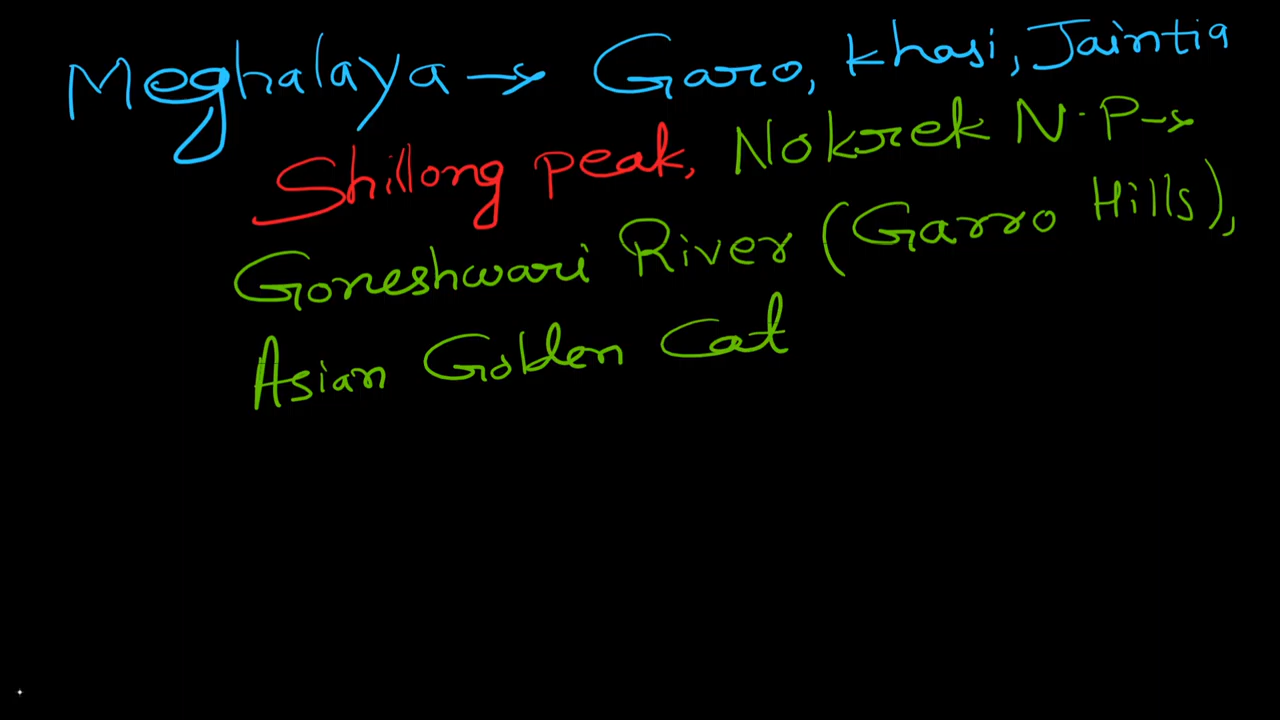 Meghalaya → Garo, khasi, Jaintia
Shillong peak, Nokrek N.P →
Goneshwari River (Garro Hills),
Asian Golden Cat